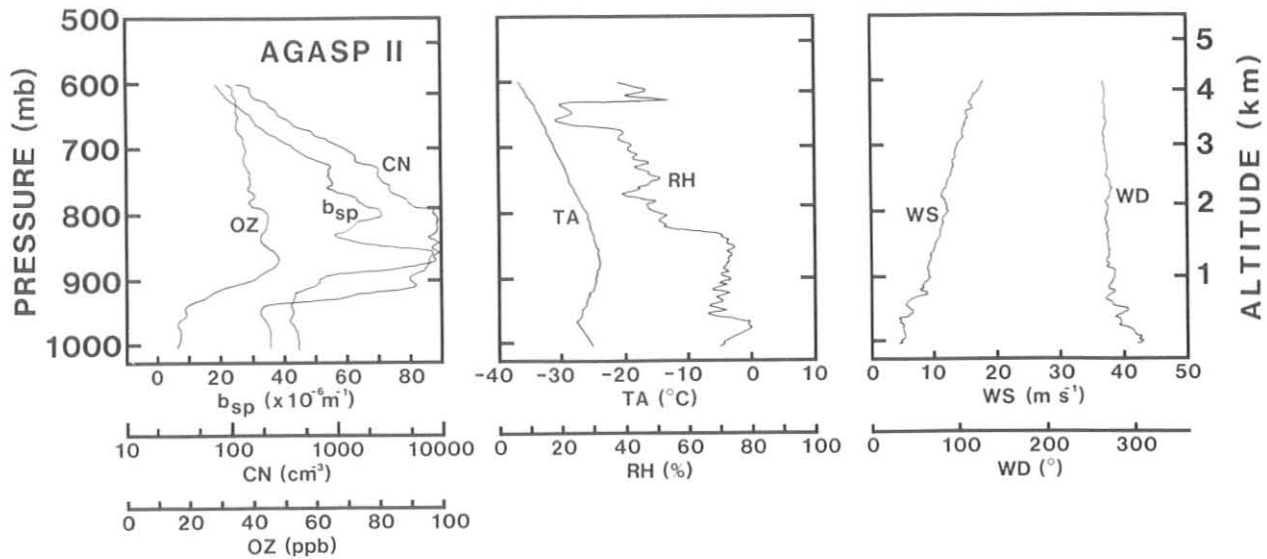 AGASP II
PRESSURE (mb)
500
600
700
800
900
1000
CN
b_sp
OZ
0 20 40 60 80
b_sp (x10⁻⁶m⁻¹)
10 100 1000 10000
CN (cm⁻³)
0 20 40 60 80 100
OZ (ppb)
RH
TA
-40 -30 -20 -10 0 10
TA (°C)
0 20 40 60 80 100
RH (%)
WS
WD
0 10 20 30 40 50
WS (m s⁻¹)
0 100 200 300
WD (°)
5
4
3
2
1
ALTITUDE (km)